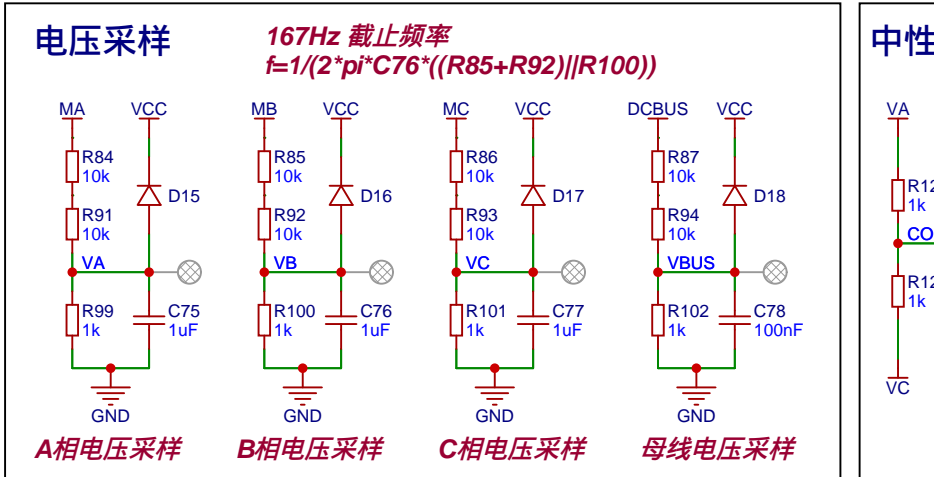 电压采样
167Hz 截止频率
f=1/(2*pi*C76*((R85+R92)||R100))
MA VCC
R84
10k
D15
R91
10k
VA
R99
1k
C75
1uF
GND
A相电压采样
MB VCC
R85
10k
D16
R92
10k
VB
R100
1k
C76
1uF
GND
B相电压采样
MC VCC
R86
10k
D17
R93
10k
VC
R101
1k
C77
1uF
GND
C相电压采样
DCBUS VCC
R87
10k
D18
R94
10k
VBUS
R102
1k
C78
100nF
GND
母线电压采样
中性
VA
R12
1k
CO
R12
1k
VC